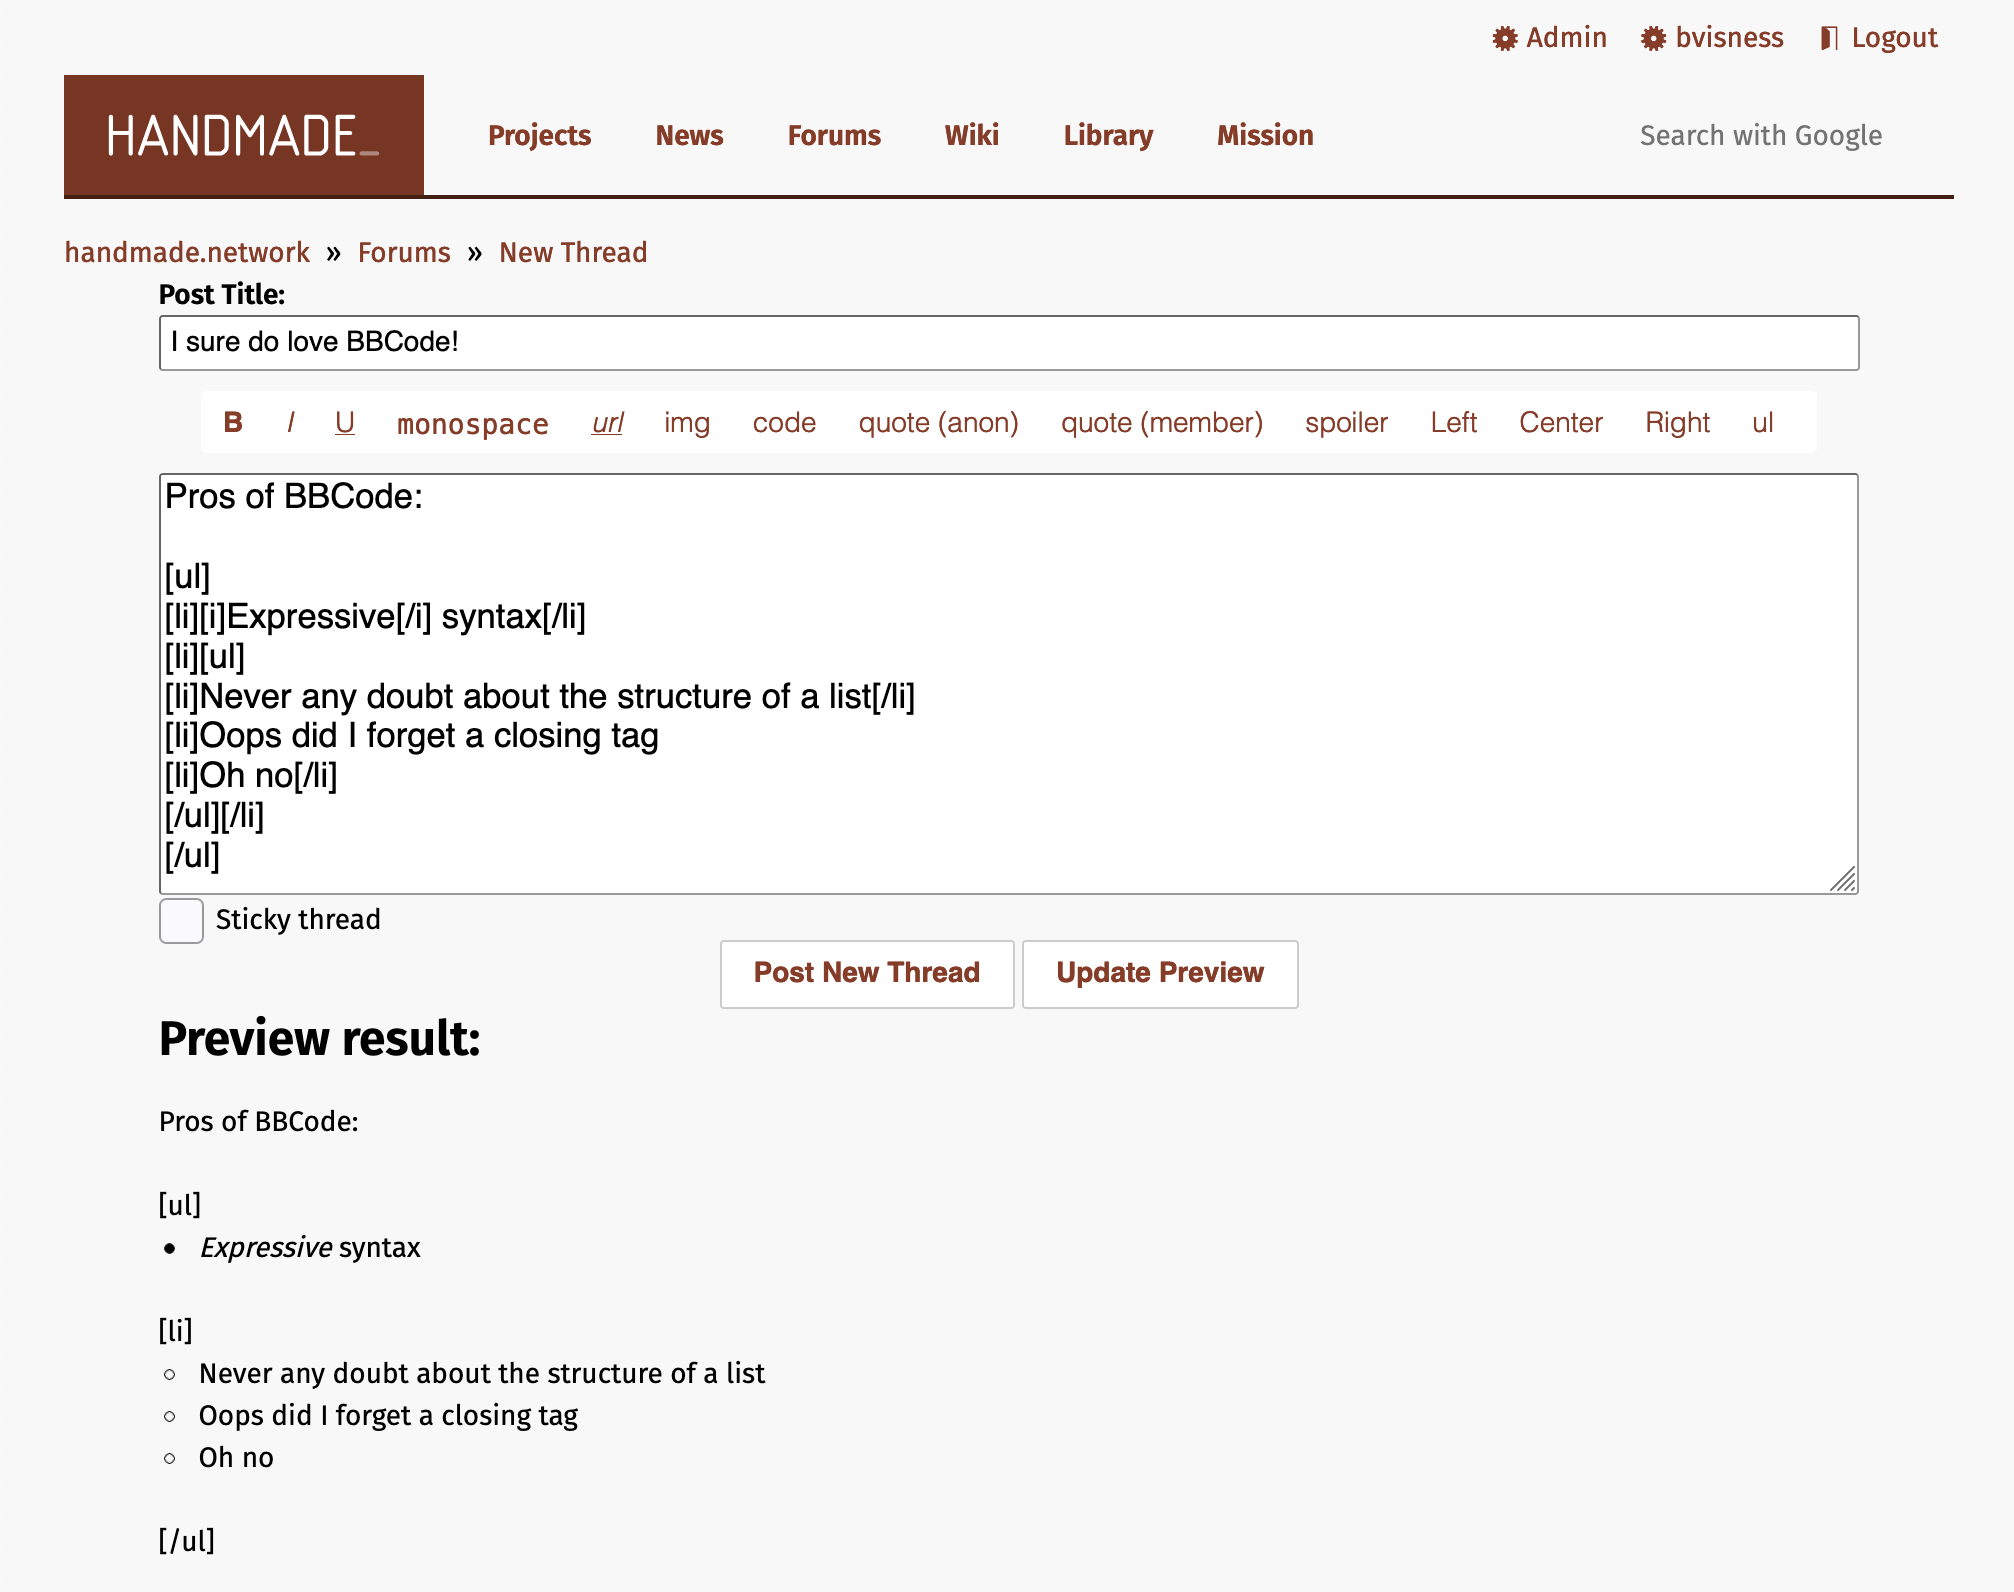 Admin bvisness Logout
HANDMADE_
Projects News Forums Wiki Library Mission Search with Google
handmade.network » Forums » New Thread
Post Title:
I sure do love BBCode!
B I U monospace url img code quote (anon) quote (member) spoiler Left Center Right ul
Pros of BBCode:
[ul]
[li][i]Expressive[/i] syntax[/li]
[li][ul]
[li]Never any doubt about the structure of a list[/li]
[li]Oops did I forget a closing tag
[li]Oh no[/li]
[/ul][/li]
[/ul]
Sticky thread
Post New Thread Update Preview
Preview result:
Pros of BBCode:
[ul]
• Expressive syntax
[li]
◦ Never any doubt about the structure of a list
◦ Oops did I forget a closing tag
◦ Oh no
[/ul]